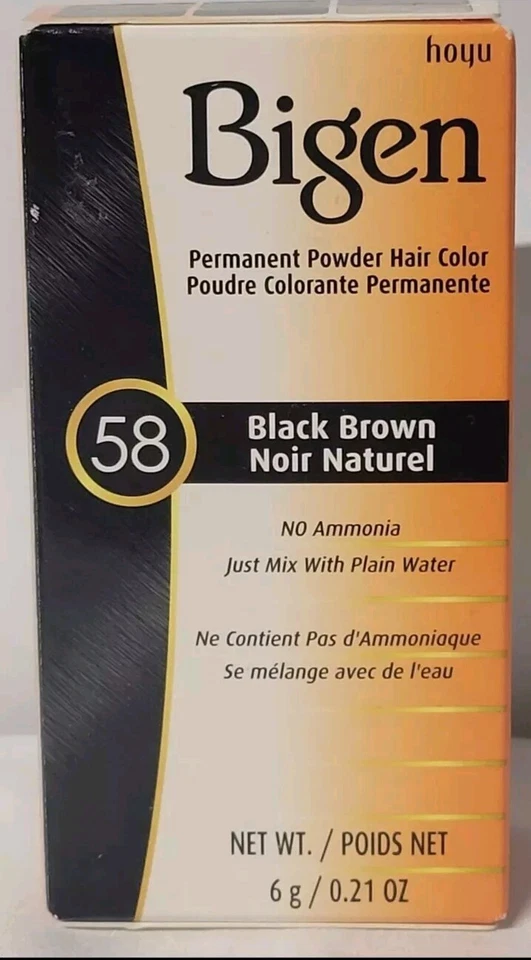 hoyu
Bigen
Permanent Powder Hair Color
Poudre Colorante Permanente
58
Black Brown
Noir Naturel
NO Ammonia
Just Mix With Plain Water
Ne Contient Pas d'Ammoniaque
Se mélange avec de l'eau
NET WT. / POIDS NET
6 g / 0.21 OZ